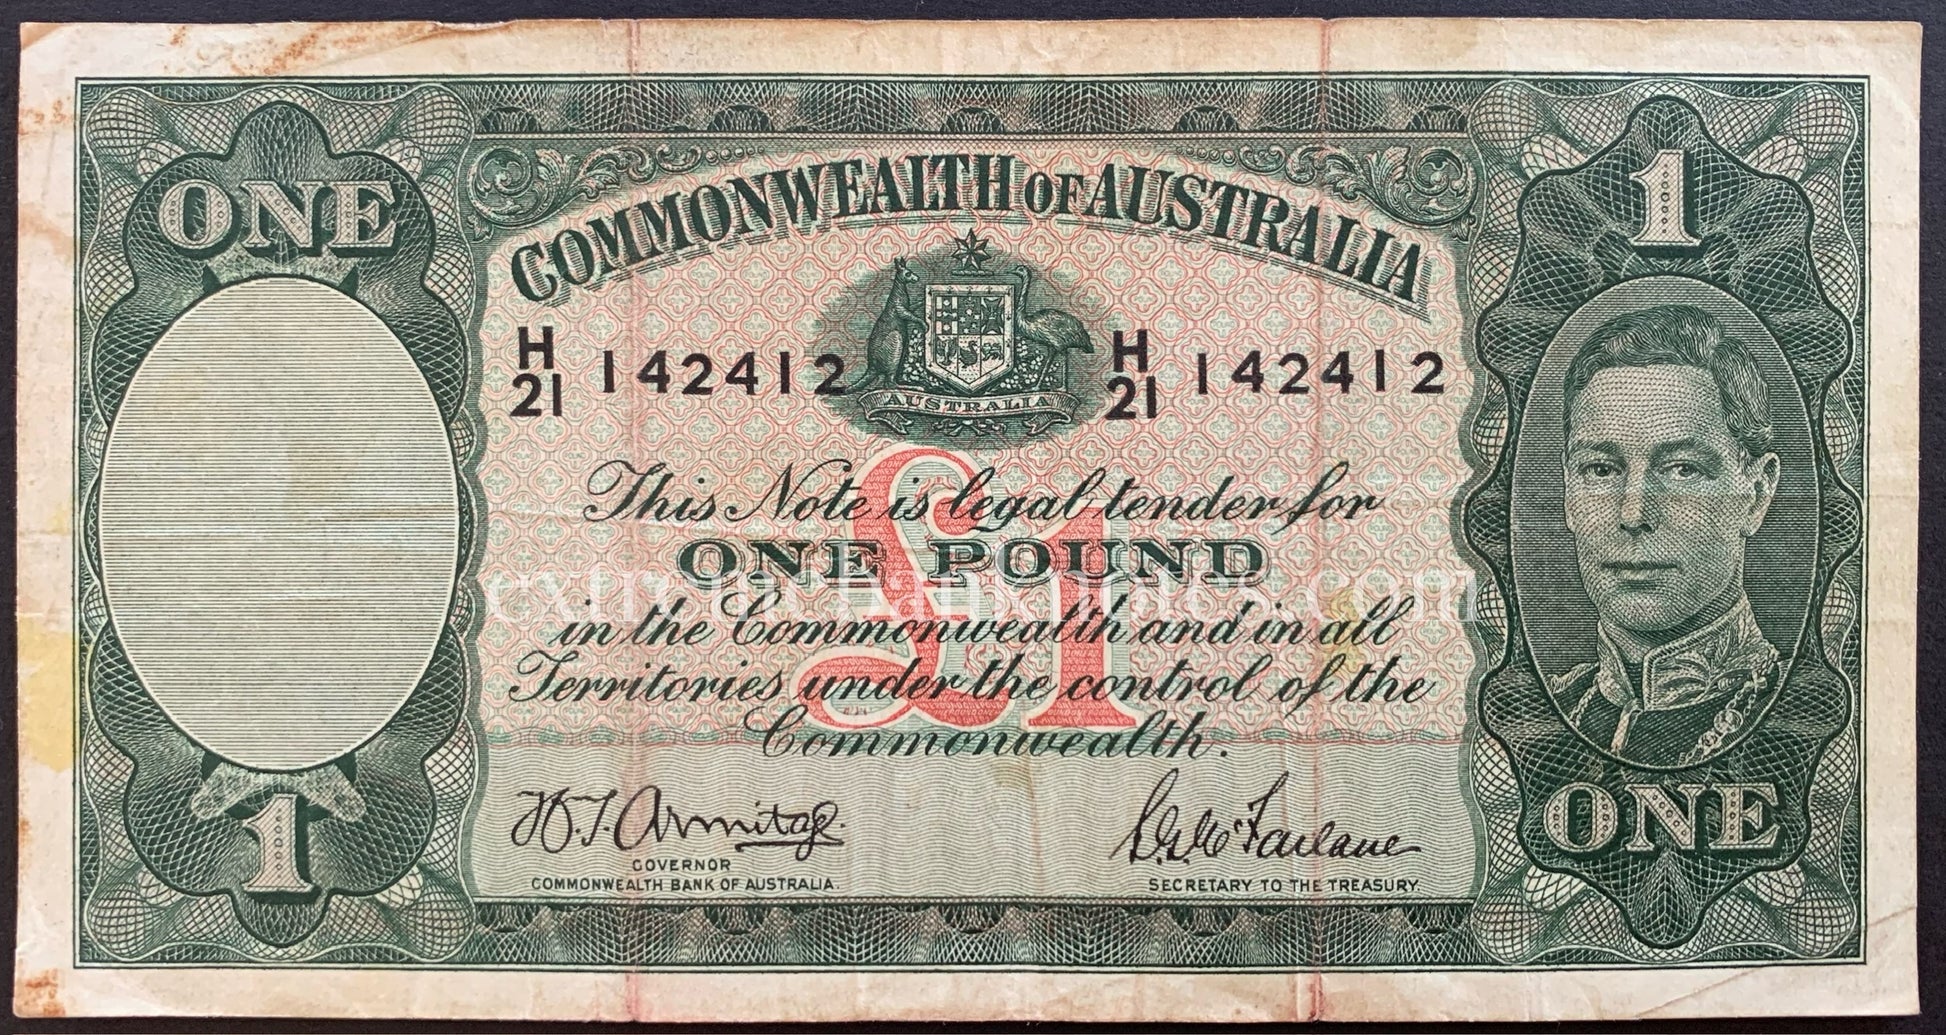 COMMONWEALTH OF AUSTRALIA
ONE
1
H
21 142412
H
21 142412
AUSTRALIA
This Note is legal tender for
£1
ONE POUND
in the Commonwealth and in all
Territories under the control of the
Commonwealth.
H.T. Armitage.
GOVERNOR
COMMONWEALTH BANK OF AUSTRALIA.
S.G. McFarlane
SECRETARY TO THE TREASURY.
1
ONE